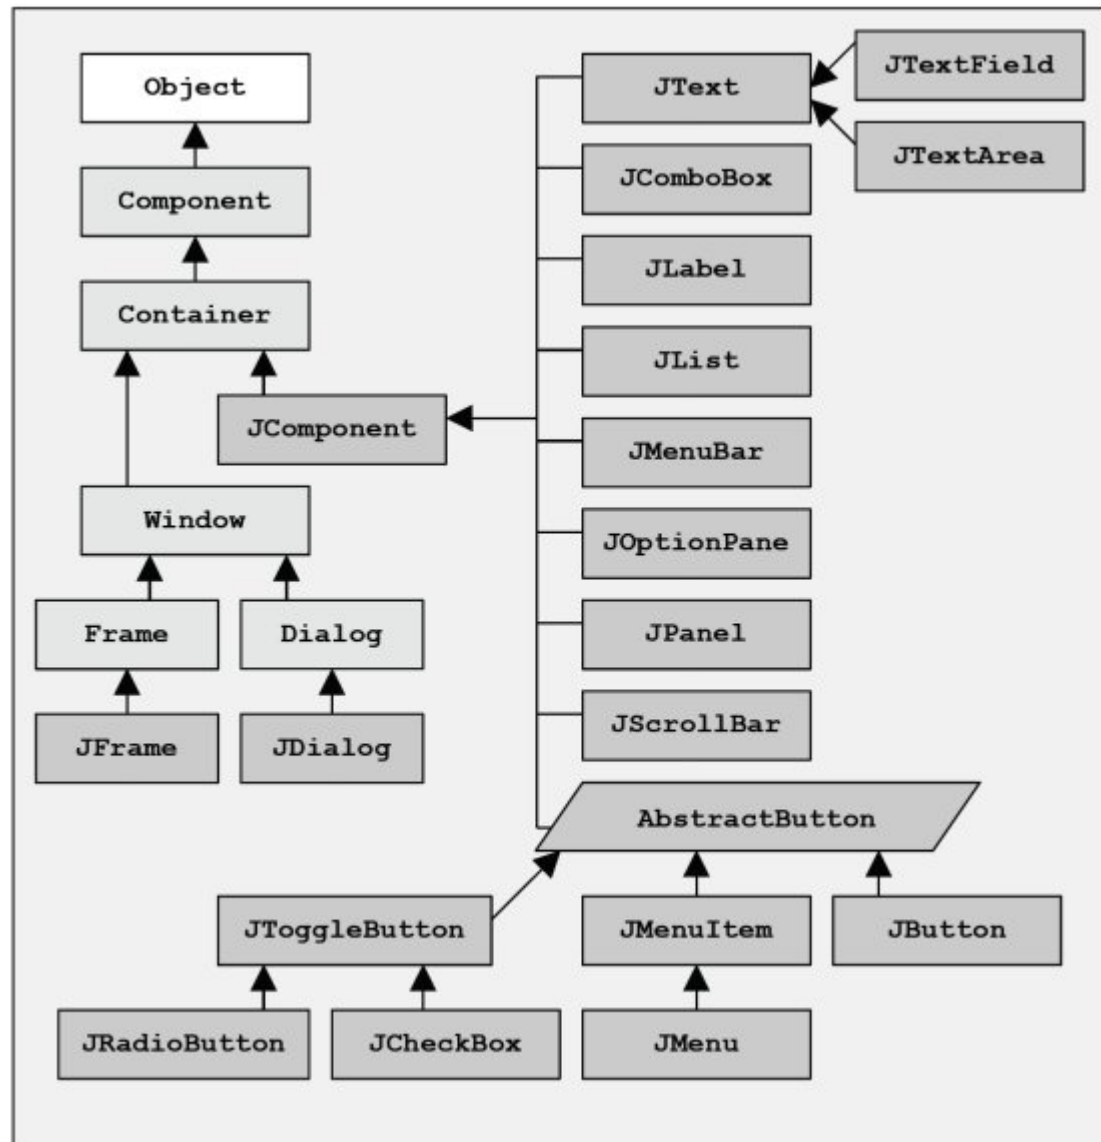 Object
Component
Container
JComponent
Window
Frame
Dialog
JFrame
JDialog
JText
JTextField
JTextArea
JComboBox
JLabel
JList
JMenuBar
JOptionPane
JPanel
JScrollBar
AbstractButton
JToggleButton
JMenuItem
JButton
JRadioButton
JCheckBox
JMenu